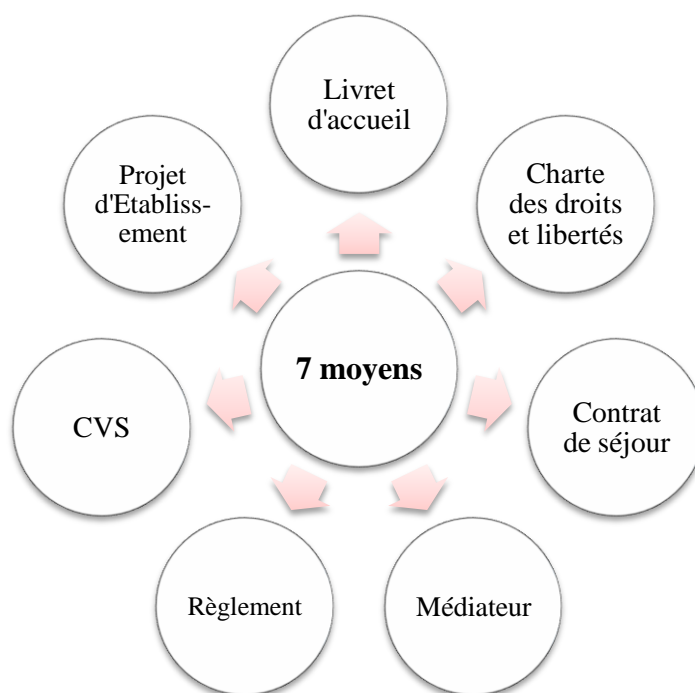 Livret
d'accueil
Charte
des droits
et libertés
Contrat
de séjour
Médiateur
Règlement
CVS
Projet
d'Etabliss-
ement
7 moyens